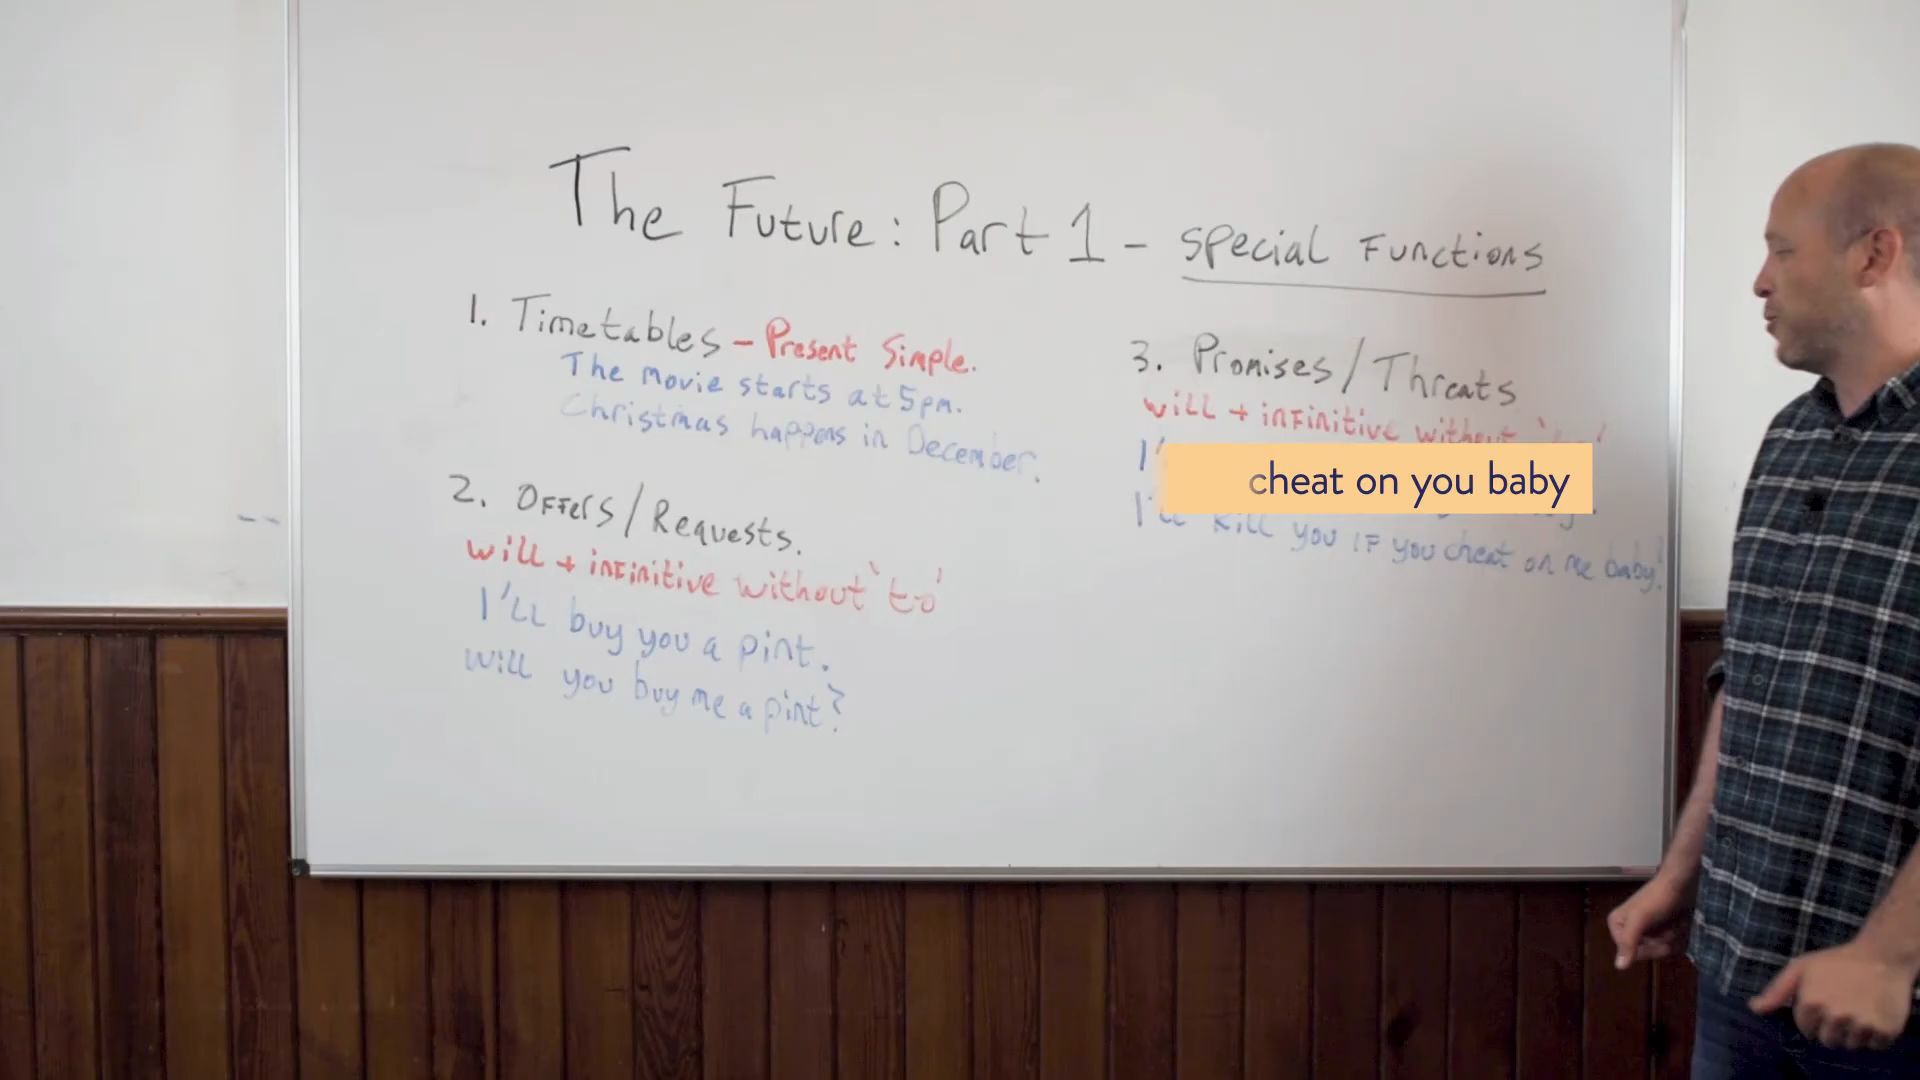 The Future: Part 1 - Special Functions
1. Timetables - Present Simple.
The movie starts at 5pm.
Christmas happens in December.
2. Offers/Requests.
will + infinitive without 'to'
I'll buy you a pint.
will you buy me a pint?
3. Promises/Threats
will + infinitive without
cheat on you baby
I'll kill you if you cheat on me baby!